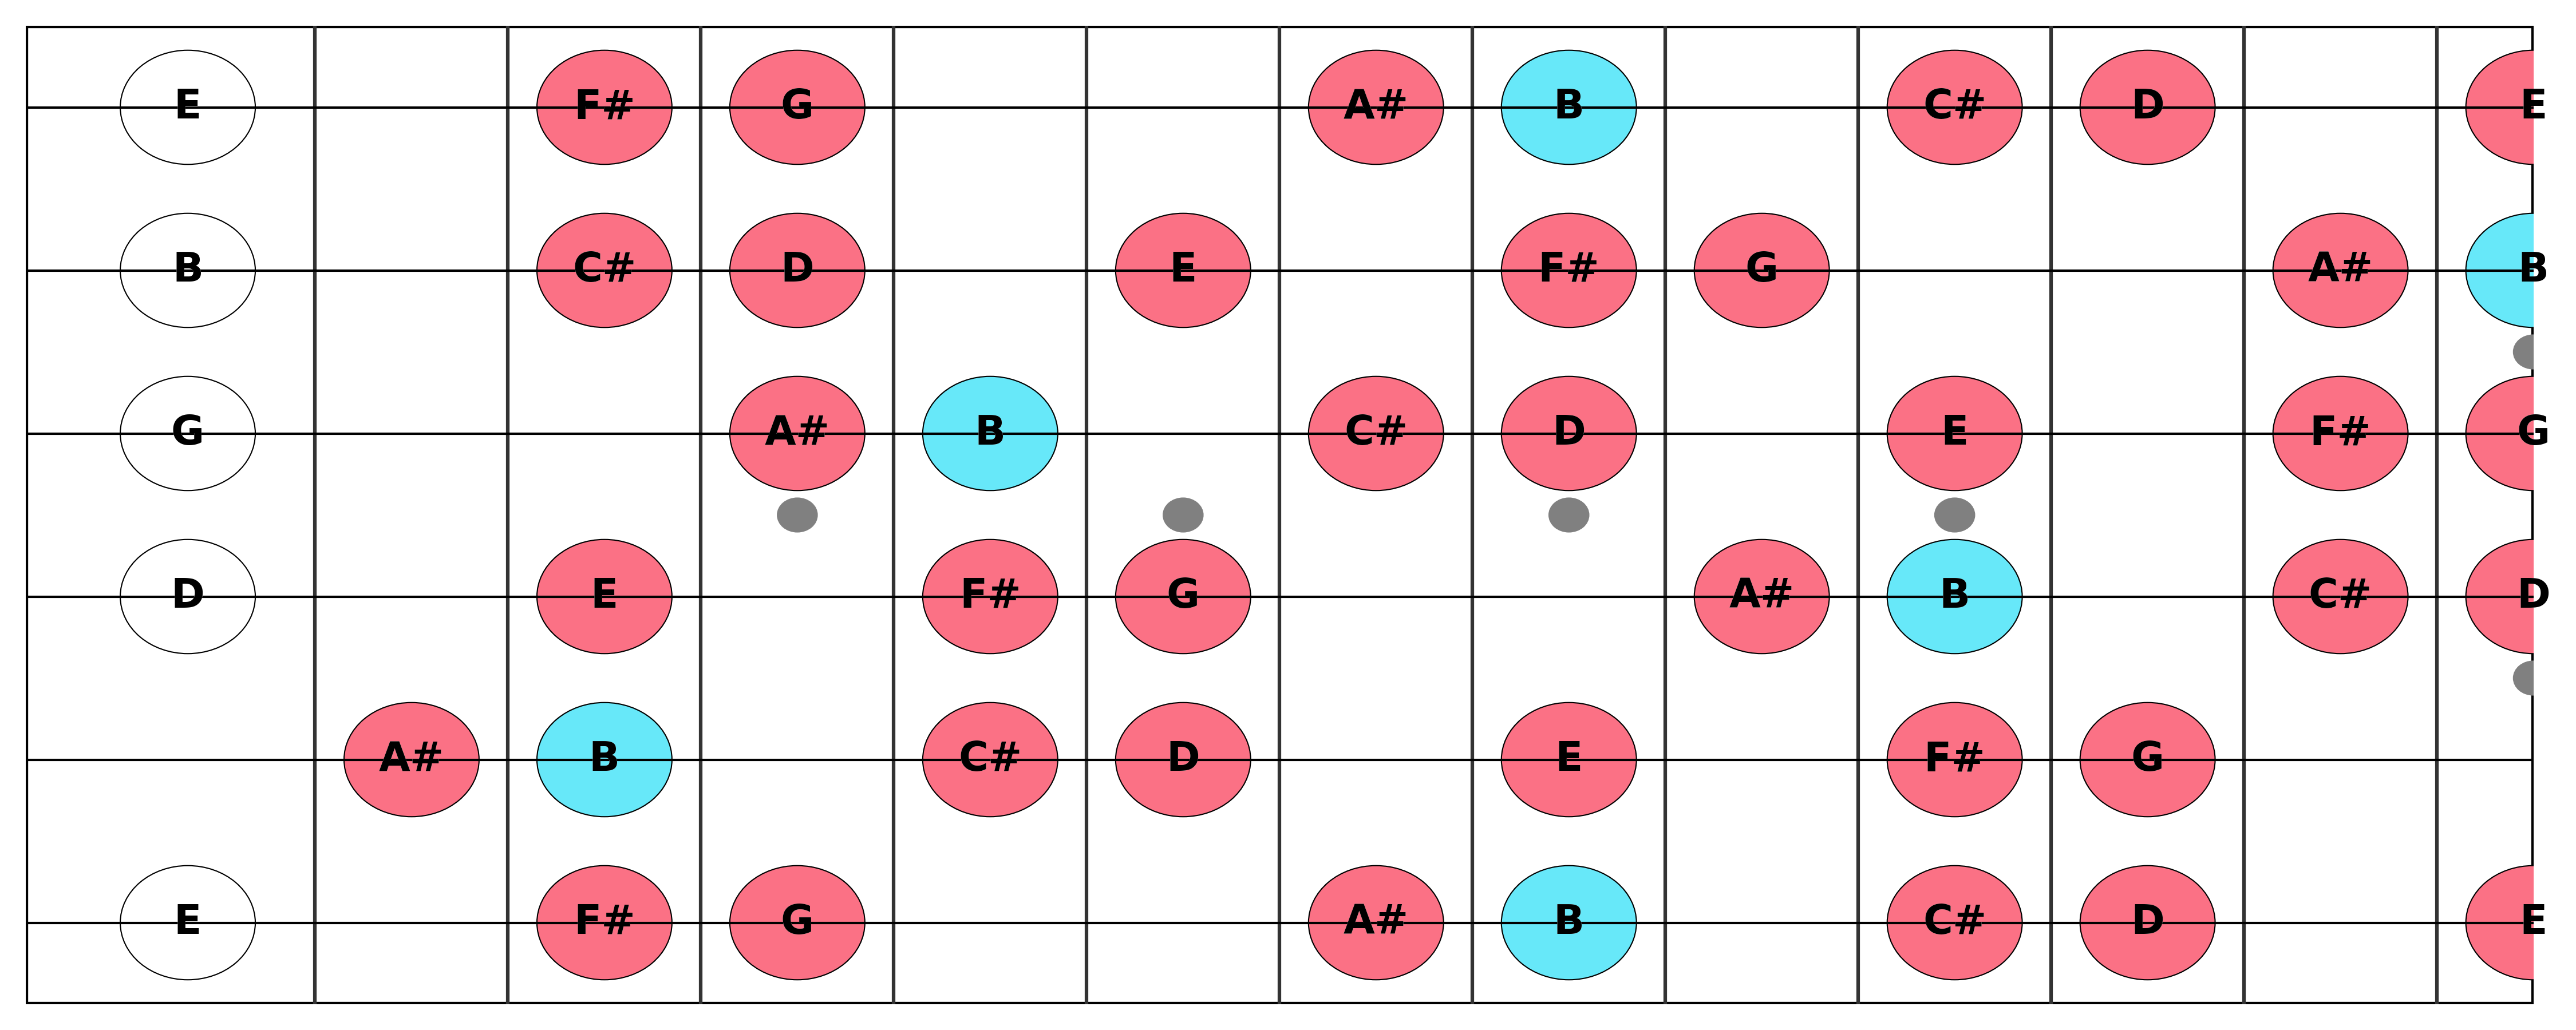 E F# G A# B C# D E
B C# D E F# G A# B
G A# B C# D E F# G
D E F# G A# B C# D
A# B C# D E F# G
E F# G A# B C# D E